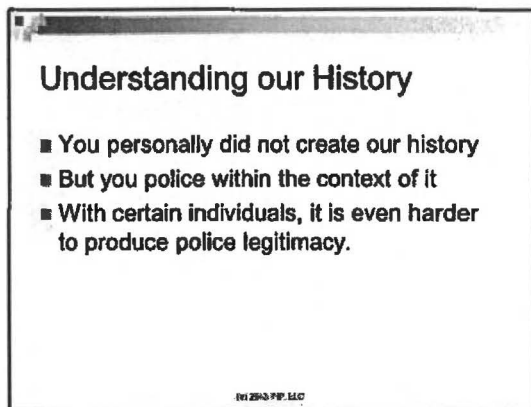 Understanding our History
You personally did not create our history
But you police within the context of it
With certain individuals, it is even harder
to produce police legitimacy.
LLC